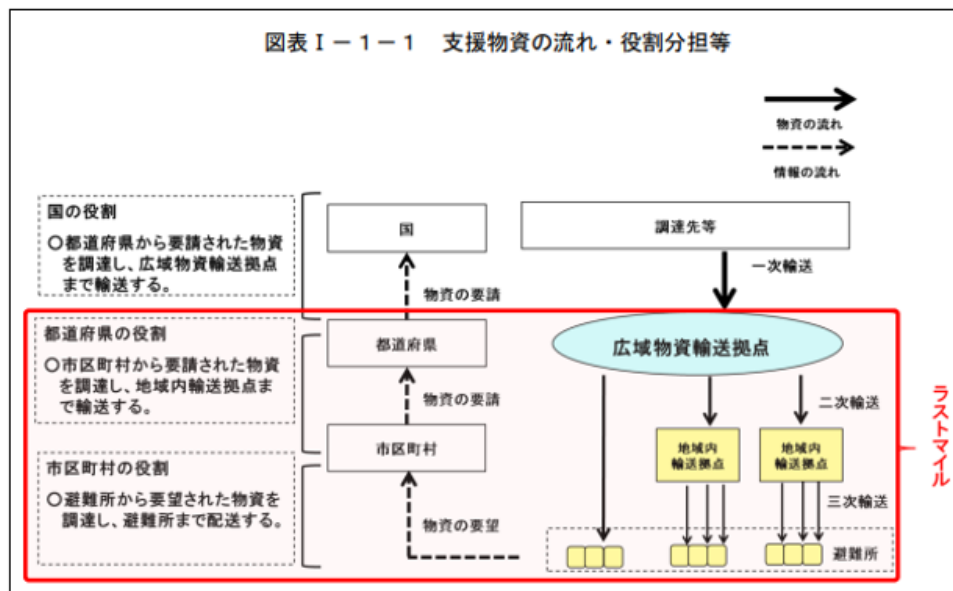 図表Ⅰ-1-1 支援物資の流れ・役割分担等
物資の流れ
情報の流れ
国の役割
○都道府県から要請された物資
を調達し、広域物資輸送拠点
まで輸送する。
国
調達先等
一次輸送
物資の要請
都道府県の役割
○市区町村から要請された物資
を調達し、地域内輸送拠点ま
で輸送する。
都道府県
広域物資輸送拠点
物資の要請
二次輸送
市区町村の役割
○避難所から要望された物資を
調達し、避難所まで配送する。
市区町村
地域内
輸送拠点
地域内
輸送拠点
三次輸送
物資の要望
避難所
ラストマイル